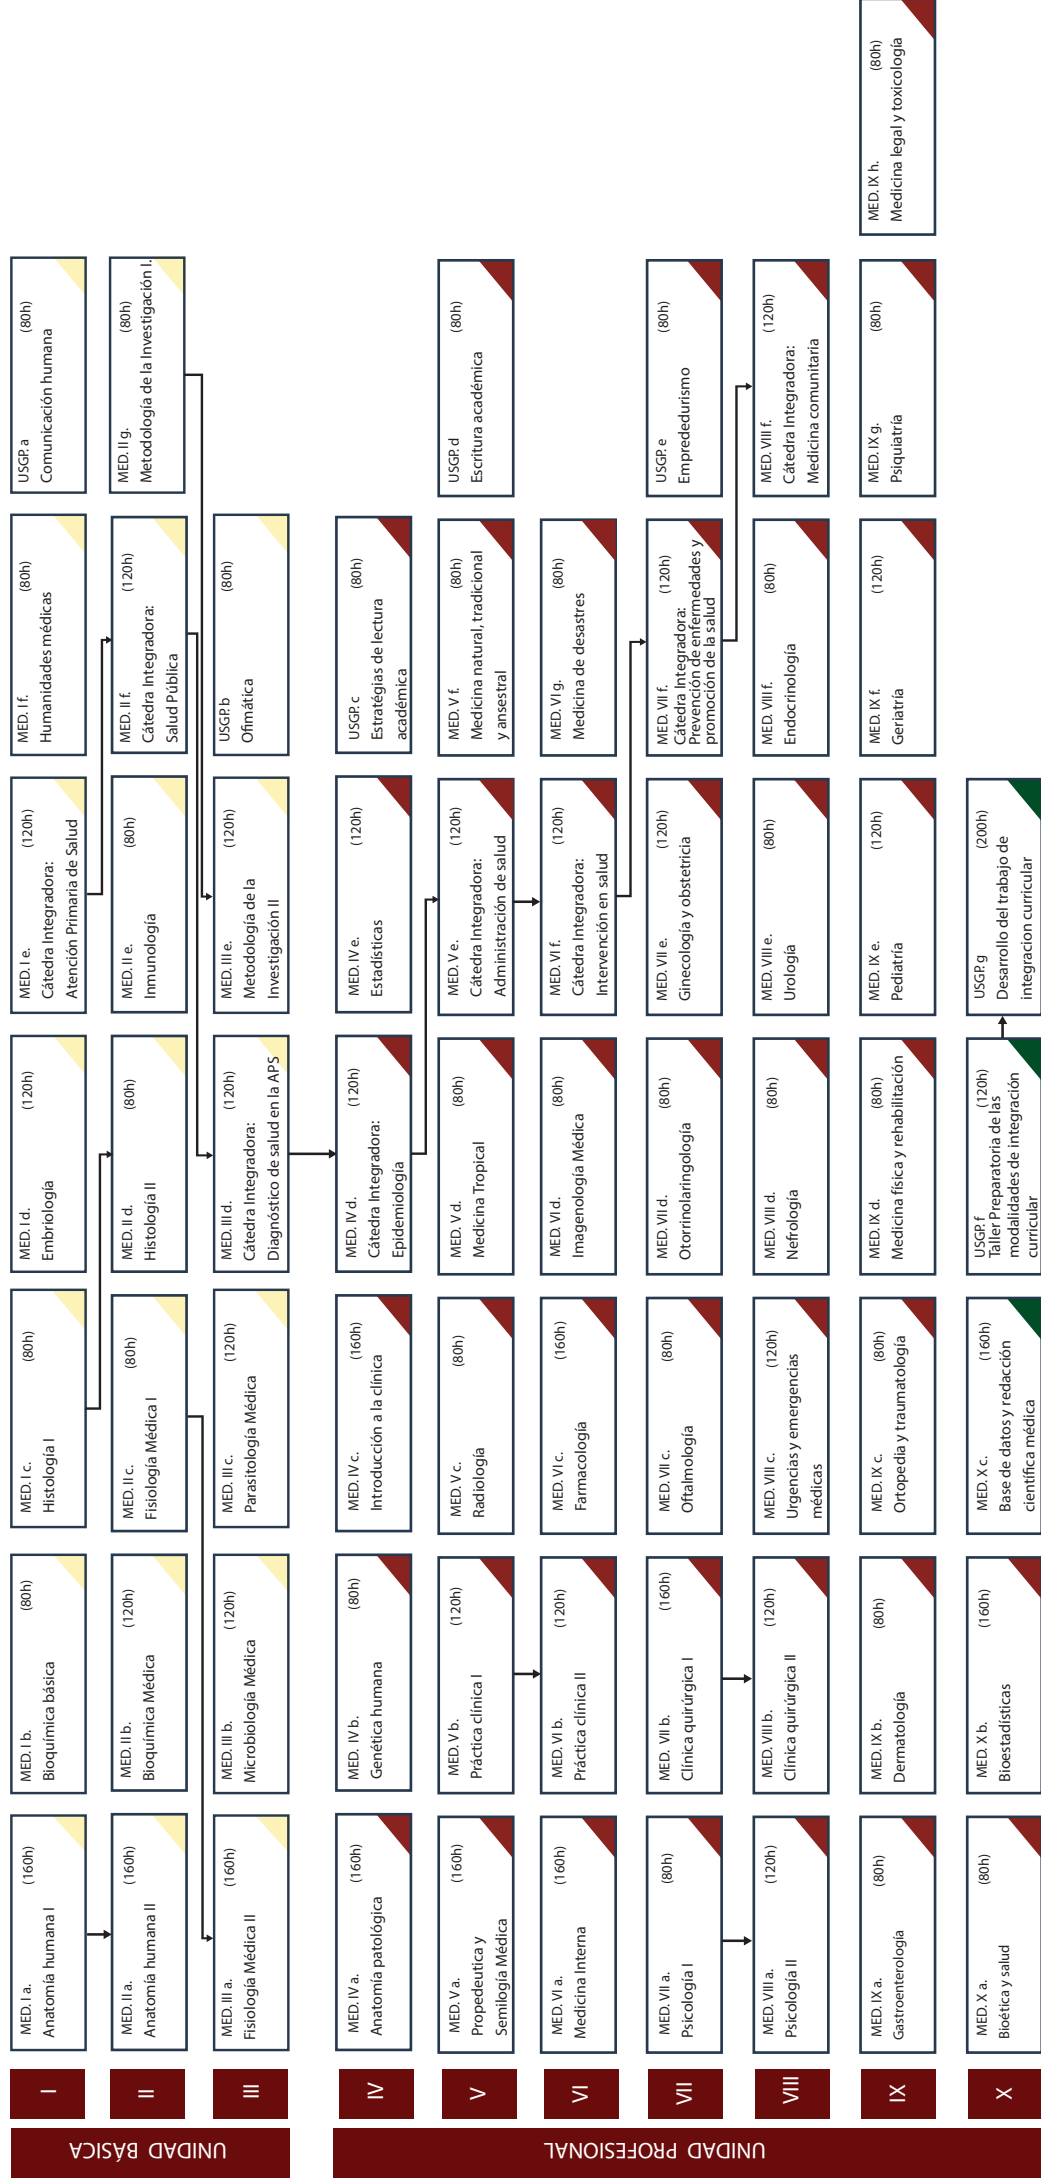 UNIDAD BÁSICA
I
MED. I a.
(160h)
Anatomía humana I
MED. I b.
(80h)
Bioquímica básica
MED. I c.
(80h)
Histología I
MED. I d.
(120h)
Embriología
MED. I e.
(120h)
Cátedra Integradora:
Atención Primaria de Salud
MED. I f.
(80h)
Humanidades médicas
USGP. a
(80h)
Comunicación humana
II
MED. II a.
(160h)
Anatomía humana II
MED. II b.
(120h)
Bioquímica Médica
MED. II c.
(80h)
Fisiología Médica I
MED. II d.
(80h)
Histología II
MED. II e.
(80h)
Inmunología
MED. II f.
(120h)
Cátedra Integradora:
Salud Pública
MED. II g.
(80h)
Metodología de la Investigación I.
III
MED. III a.
(160h)
Fisiología Médica II
MED. III b.
(120h)
Microbiología Médica
MED. III c.
(120h)
Parasitología Médica
MED. III d.
(120h)
Cátedra Integradora:
Diagnóstico de salud en la APS
MED. III e.
(120h)
Metodología de la
Investigación II
USGP. b
(80h)
Ofimática
UNIDAD PROFESIONAL
IV
MED. IV a.
(160h)
Anatomía patológica
MED. IV b.
(80h)
Genética humana
MED. IV c.
(160h)
Introducción a la clínica
MED. IV d.
(120h)
Cátedra Integradora:
Epidemiología
MED. IV e.
(120h)
Estadísticas
USGP. c
(80h)
Estratégias de lectura
académica
V
MED. V a.
(160h)
Propedeutica y
Semilogía Médica
MED. V b.
(120h)
Práctica clínica I
MED. V c.
(80h)
Radiología
MED. V d.
(80h)
Medicina Tropical
MED. V e.
(120h)
Cátedra Integradora:
Administración de salud
MED. V f.
(80h)
Medicina natural, tradicional
y ansestral
USGP. d
(80h)
Escritura académica
VI
MED. VI a.
(160h)
Medicina Interna
MED. VI b.
(120h)
Práctica clínica II
MED. VI c.
(160h)
Farmacología
MED. VI d.
(80h)
Imagenología Médica
MED. VI f.
(120h)
Cátedra Integradora:
Intervención en salud
MED. VI g.
(80h)
Medicina de desastres
VII
MED. VII a.
(80h)
Psicología I
MED. VII b.
(160h)
Clínica quirúrgica I
MED. VII c.
(80h)
Oftalmología
MED. VII d.
(80h)
Otorrinolaringología
MED. VII e.
(120h)
Ginecología y obstetricia
MED. VII f.
(120h)
Cátedra Integradora:
Prevención de enfermedades y
promoción de la salud
USGP. e
(80h)
Empredeurismo
VIII
MED. VIII a.
(120h)
Psicología II
MED. VIII b.
(120h)
Clínica quirúrgica II
MED. VIII c.
(120h)
Urgencias y emergencias
médicas
MED. VIII d.
(80h)
Nefrología
MED. VIII e.
(80h)
Urología
MED. VIII f.
(80h)
Endocrinología
MED. VIII f.
(120h)
Cátedra Integradora:
Medicina comunitaria
IX
MED. IX a.
(80h)
Gastroenterología
MED. IX b.
(80h)
Dermatología
MED. IX c.
(80h)
Ortopedia y traumatología
MED. IX d.
(80h)
Medicina física y rehabilitación
MED. IX e.
(120h)
Pediatría
MED. IX f.
(120h)
Geriatría
MED. IX g.
(80h)
Psiquiatría
MED. IX h.
(80h)
Medicina legal y toxicología
X
MED. X a.
(80h)
Bioética y salud
MED. X b.
(160h)
Bioestadísticas
MED. X c.
(160h)
Base de datos y redacción
científica médica
USGP. f
(120h)
Taller Preparatoria de las
modalidades de integración
curricular
USGP. g
(200h)
Desarrollo del trabajo de
integracion curricular